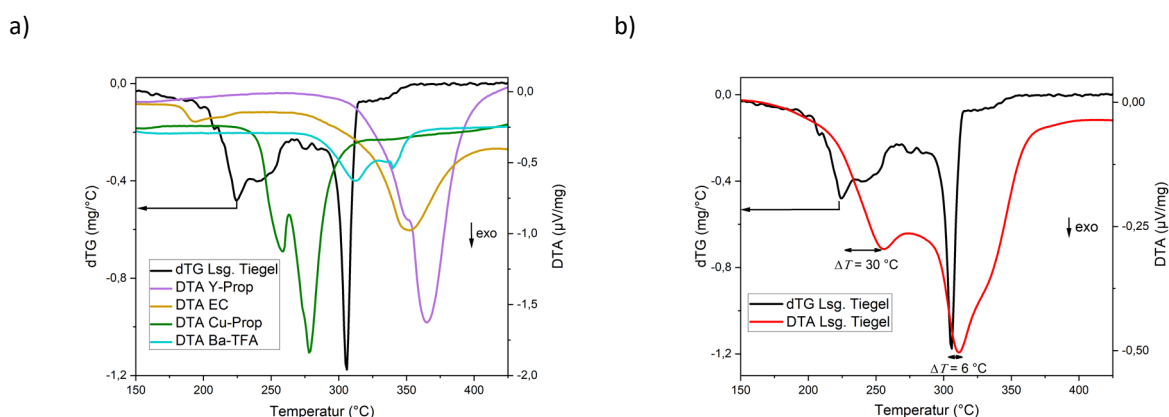 a)
b)
0,0
-0,4
-0,8
-1,2
dTG (mg/°C)
0,0
-0,5
-1,0
-1,5
-2,0
DTA (µV/mg)
exo
dTG Lsg. Tiegel
DTA Y-Prop
DTA EC
DTA Cu-Prop
DTA Ba-TFA
150 200 250 300 350 400
Temperatur (°C)
0,0
-0,4
-0,8
-1,2
dTG (mg/°C)
0,00
-0,25
-0,50
DTA (µV/mg)
exo
ΔT = 30 °C
dTG Lsg. Tiegel
DTA Lsg. Tiegel
ΔT = 6 °C
150 200 250 300 350 400
Temperatur (°C)